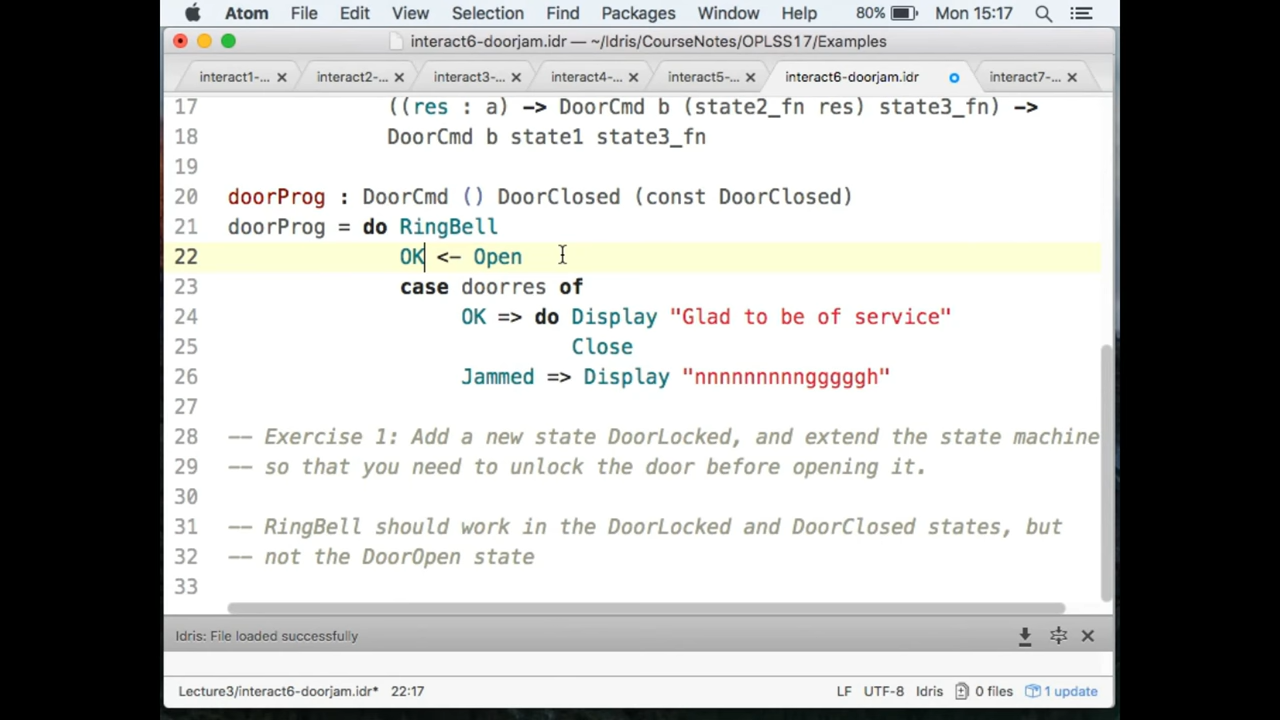 Atom File Edit View Selection Find Packages Window Help 80% Mon 15:17
interact6-doorjam.idr — ~/Idris/CourseNotes/OPLSS17/Examples
interact1-... interact2-... interact3-... interact4-... interact5-... interact6-doorjam.idr interact7-...
17 ((res : a) -> DoorCmd b (state2_fn res) state3_fn) ->
18 DoorCmd b state1 state3_fn
19
20 doorProg : DoorCmd () DoorClosed (const DoorClosed)
21 doorProg = do RingBell
22 OK <- Open
23 case doorres of
24 OK => do Display "Glad to be of service"
25 Close
26 Jammed => Display "nnnnnnnnnggggggh"
27
28 -- Exercise 1: Add a new state DoorLocked, and extend the state machine
29 -- so that you need to unlock the door before opening it.
30
31 -- RingBell should work in the DoorLocked and DoorClosed states, but
32 -- not the DoorOpen state
33
Idris: File loaded successfully
Lecture3/interact6-doorjam.idr* 22:17 LF UTF-8 Idris 0 files 1 update